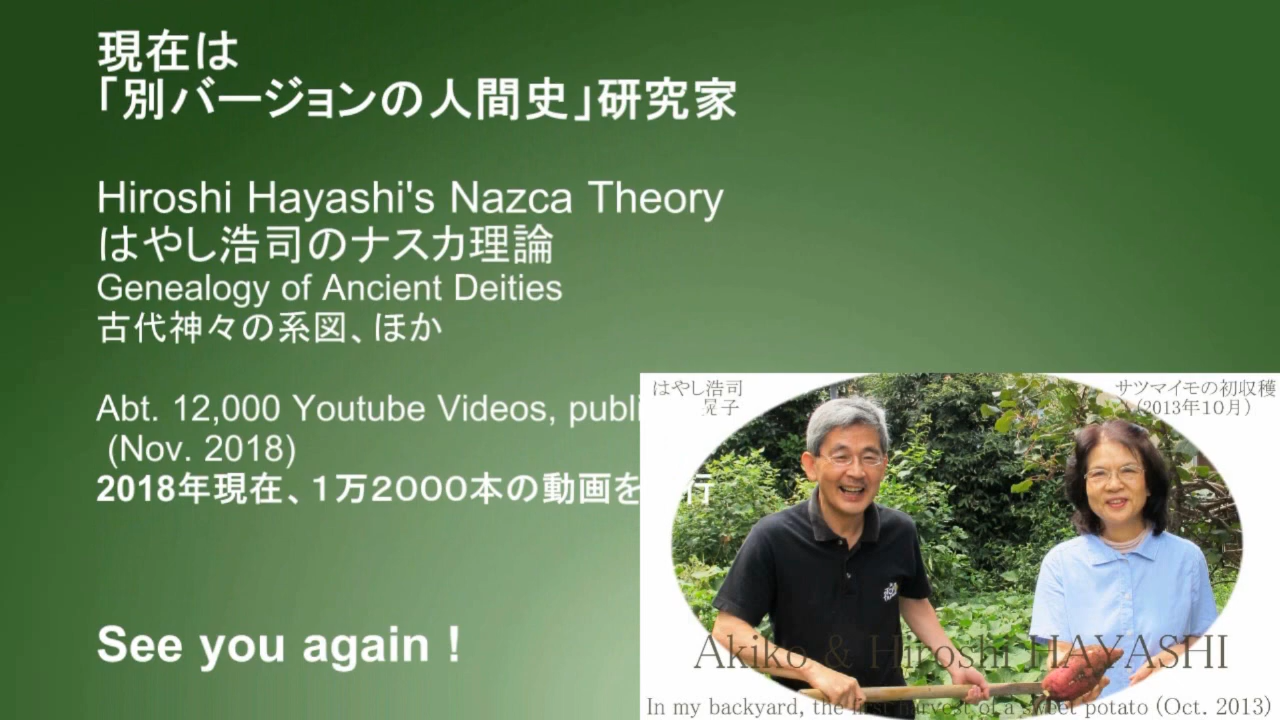 現在は
「別バージョンの人間史」研究家
Hiroshi Hayashi's Nazca Theory
はやし浩司のナスカ理論
Genealogy of Ancient Deities
古代神々の系図、ほか
Abt. 12,000 Youtube Videos, publi
(Nov. 2018)
2018年現在、１万２０００本の動画を 行
See you again！
はやし浩司
晃子
サツマイモの初収穫
(2013年10月)
Akiko & Hiroshi HAYASHI
In my backyard, the first harvest of a sweet potato (Oct. 2013)